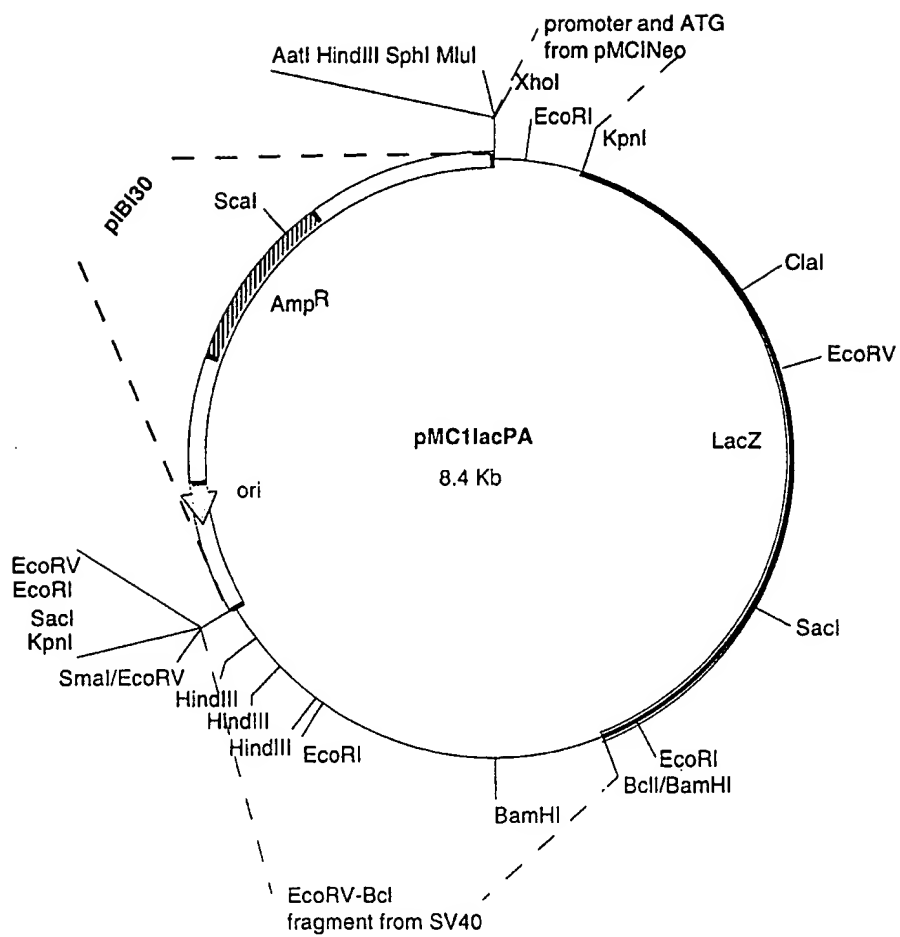 promoter and ATG
from pMCINeo
AatI HindIII SphI MluI
XhoI
EcoRI
KpnI
pIBI30
ScaI
AmpR
ClaI
EcoRV
pMC1lacPA
8.4 Kb
LacZ
ori
EcoRV
EcoRI
SacI
KpnI
SmaI/EcoRV
HindIII
HindIII
HindIII
EcoRI
SacI
EcoRI
BclI/BamHI
BamHI
EcoRV-Bcl
fragment from SV40